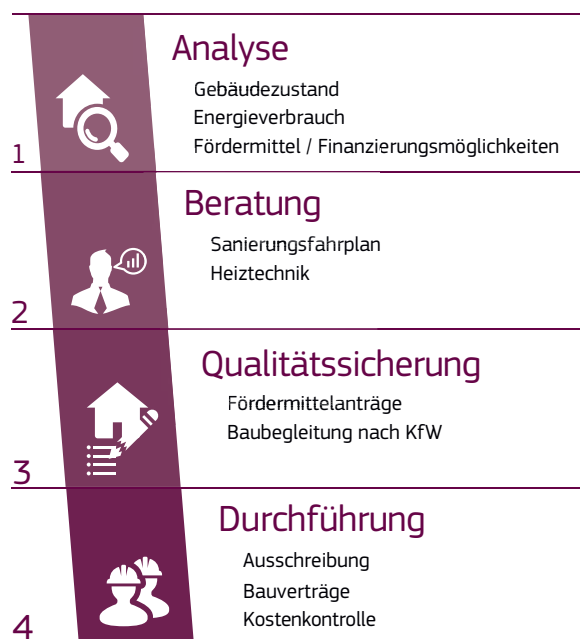 Analyse
Gebäudezustand
Energieverbrauch
Fördermittel / Finanzierungsmöglichkeiten
1
Beratung
Sanierungsfahrplan
Heiztechnik
2
Qualitätssicherung
Fördermittelanträge
Baubegleitung nach KfW
3
Durchführung
Ausschreibung
Bauverträge
Kostenkontrolle
4